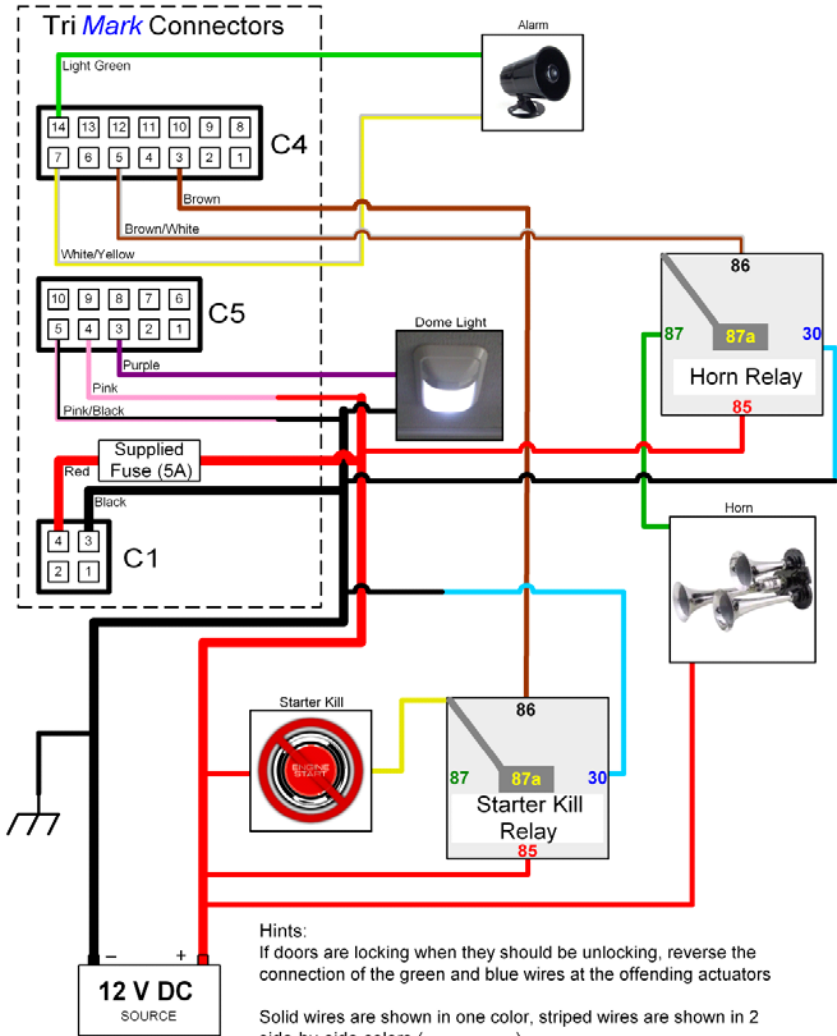 Tri Mark Connectors
Alarm
Light Green
14 13 12 11 10 9 8
7 6 5 4 3 2 1
C4
Brown
Brown/White
White/Yellow
86
87
87a
30
Horn Relay
85
10 9 8 7 6
5 4 3 2 1
C5
Dome Light
Purple
Pink
Pink/Black
Supplied
Fuse (5A)
Red
Black
4 3
2 1
C1
Horn
Starter Kill
ENGINE
START
86
87
87a
30
Starter Kill
Relay
85
– +
12 V DC
SOURCE
Hints:
If doors are locking when they should be unlocking, reverse the
connection of the green and blue wires at the offending actuators
Solid wires are shown in one color, striped wires are shown in 2
side-by-side colors (